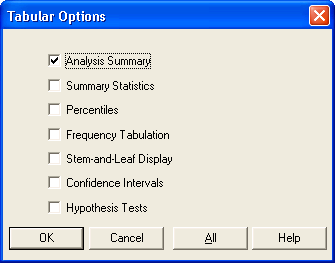 Tabular Options
Analysis Summary
Summary Statistics
Percentiles
Frequency Tabulation
Stem-and-Leaf Display
Confidence Intervals
Hypothesis Tests
OK Cancel All Help